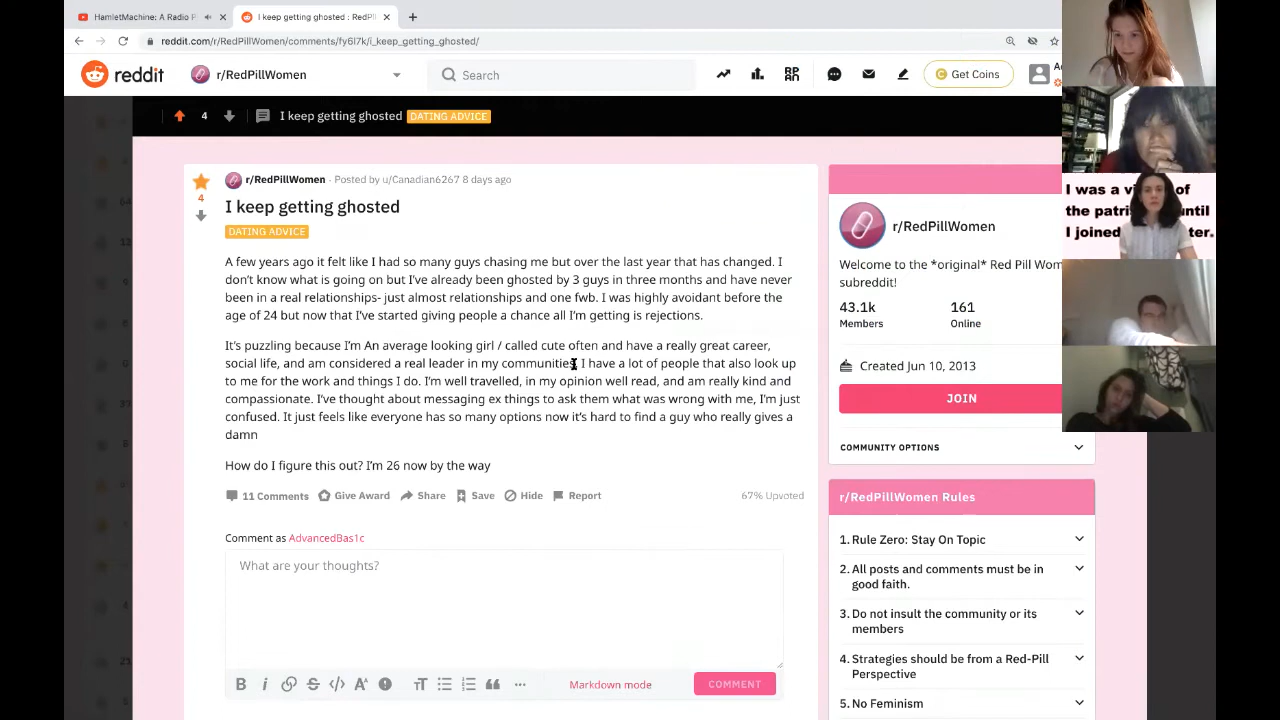 HamletMachine: A Radio P
I keep getting ghosted : RedPi
reddit.com/r/RedPillWomen/comments/fy6l7k/i_keep_getting_ghosted/
reddit
r/RedPillWomen
Search
Get Coins
4
I keep getting ghosted
DATING ADVICE
r/RedPillWomen · Posted by u/Canadian6267 8 days ago
4
I keep getting ghosted
DATING ADVICE
A few years ago it felt like I had so many guys chasing me but over the last year that has changed. I
don't know what is going on but I've already been ghosted by 3 guys in three months and have never
been in a real relationships- just almost relationships and one fwb. I was highly avoidant before the
age of 24 but now that I've started giving people a chance all I'm getting is rejections.
It's puzzling because I'm An average looking girl / called cute often and have a really great career,
social life, and am considered a real leader in my communities. I have a lot of people that also look up
to me for the work and things I do. I'm well travelled, in my opinion well read, and am really kind and
compassionate. I've thought about messaging ex things to ask them what was wrong with me, I'm just
confused. It just feels like everyone has so many options now it's hard to find a guy who really gives a
damn
How do I figure this out? I'm 26 now by the way
11 Comments Give Award Share Save Hide Report 67% Upvoted
Comment as AdvancedBas1c
What are your thoughts?
B i S A T
Markdown mode
COMMENT
r/RedPillWomen
Welcome to the *original* Red Pill Wom
subreddit!
43.1k 161
Members Online
Created Jun 10, 2013
JOIN
COMMUNITY OPTIONS
r/RedPillWomen Rules
1. Rule Zero: Stay On Topic
2. All posts and comments must be in
good faith.
3. Do not insult the community or its
members
4. Strategies should be from a Red-Pill
Perspective
5. No Feminism
I was a vi of
the patri until
I joined ter.